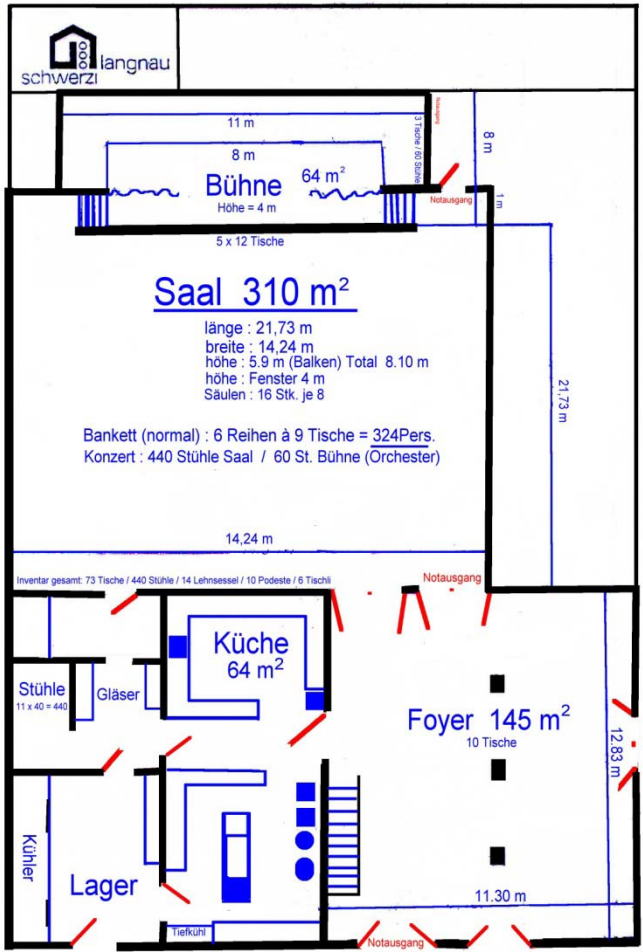 schwerzi langnau
11 m
8 m
3 Tische / 60 Stühle
Notausgang
8 m
Bühne 64 m²
Höhe = 4 m
Notausgang
1 m
5 x 12 Tische
Saal 310 m²
länge : 21,73 m
breite : 14,24 m
höhe : 5.9 m (Balken) Total 8.10 m
höhe : Fenster 4 m
Säulen : 16 Stk. je 8
21,73 m
Bankett (normal) : 6 Reihen à 9 Tische = 324Pers.
Konzert : 440 Stühle Saal / 60 St. Bühne (Orchester)
14,24 m
Inventar gesamt: 73 Tische / 440 Stühle / 14 Lehnsessel / 10 Podeste / 6 Tischli
Notausgang
Küche
64 m²
Stühle
11 x 40 = 440
Gläser
Foyer 145 m²
10 Tische
12.83 m
Kühler
Lager
11.30 m
Tiefkühl
Notausgang